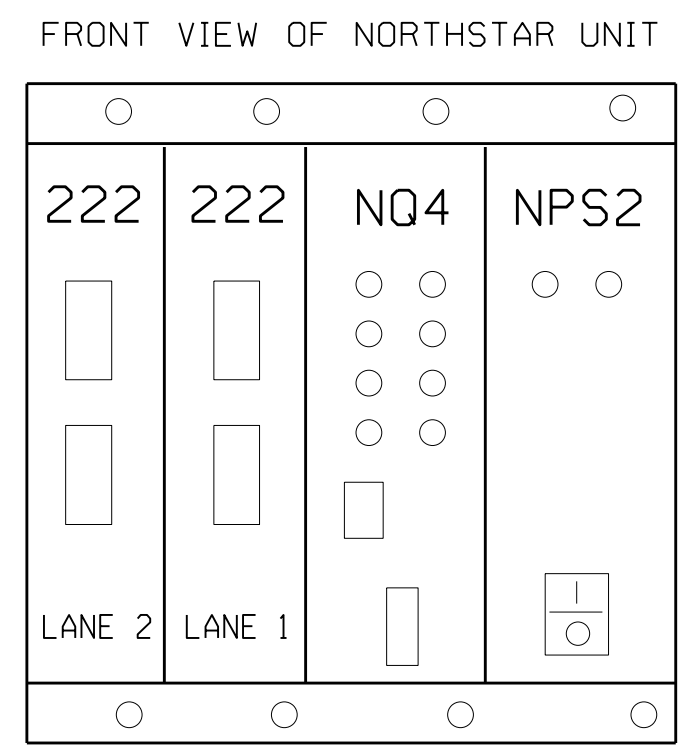 FRONT VIEW OF NORTHSTAR UNIT
222
222
NQ4
NPS2
LANE 2
LANE 1